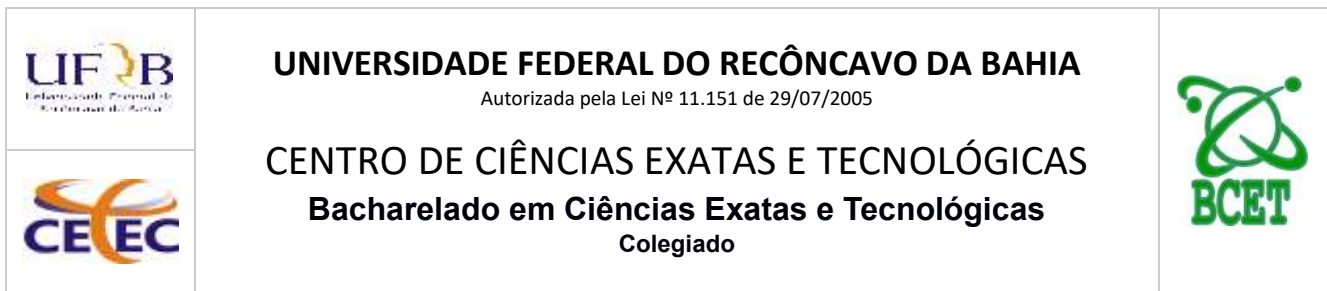 UFRB
UNIVERSIDADE FEDERAL DO RECÔNCAVO DA BAHIA
Autorizada pela Lei Nº 11.151 de 29/07/2005
CENTRO DE CIÊNCIAS EXATAS E TECNOLÓGICAS
Bacharelado em Ciências Exatas e Tecnológicas
Colegiado
CETEC
BCET